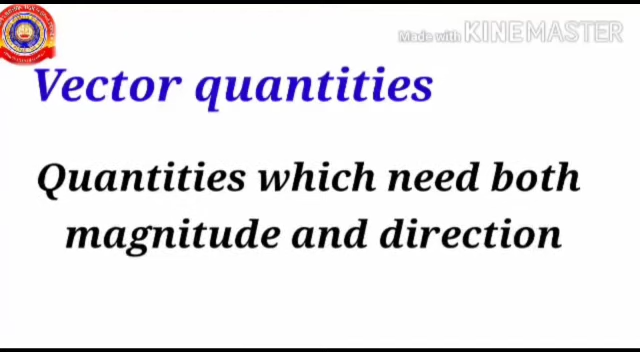 Made with KINEMASTER
Vector quantities
Quantities which need both
magnitude and direction